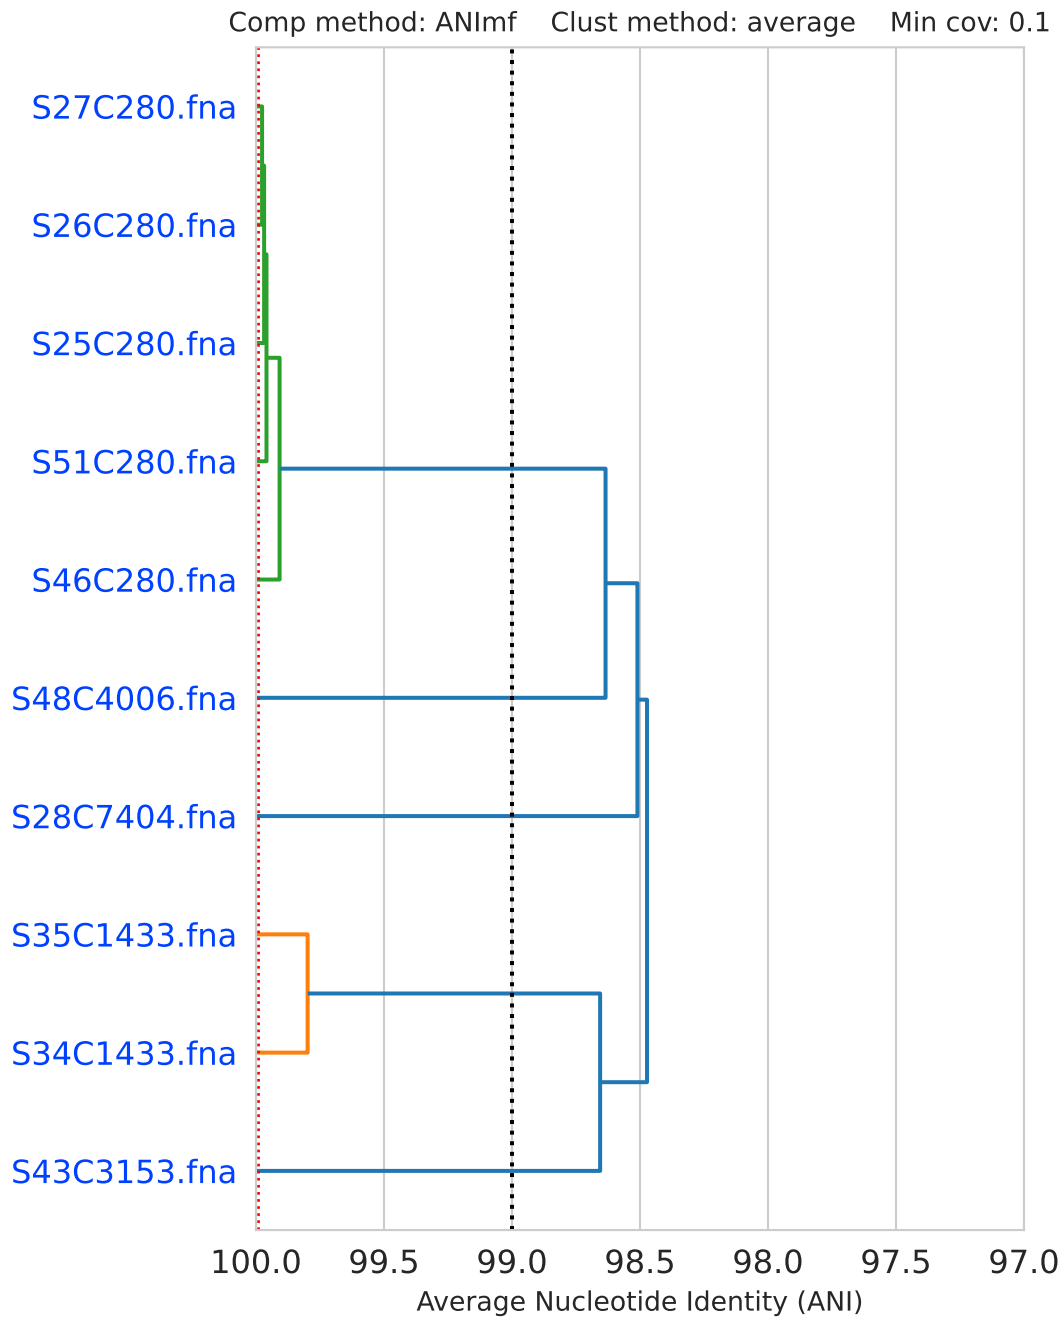 Comp method: ANImf    Clust method: average    Min cov: 0.1
S27C280.fna
S26C280.fna
S25C280.fna
S51C280.fna
S46C280.fna
S48C4006.fna
S28C7404.fna
S35C1433.fna
S34C1433.fna
S43C3153.fna
100.0 99.5 99.0 98.5 98.0 97.5 97.0
Average Nucleotide Identity (ANI)